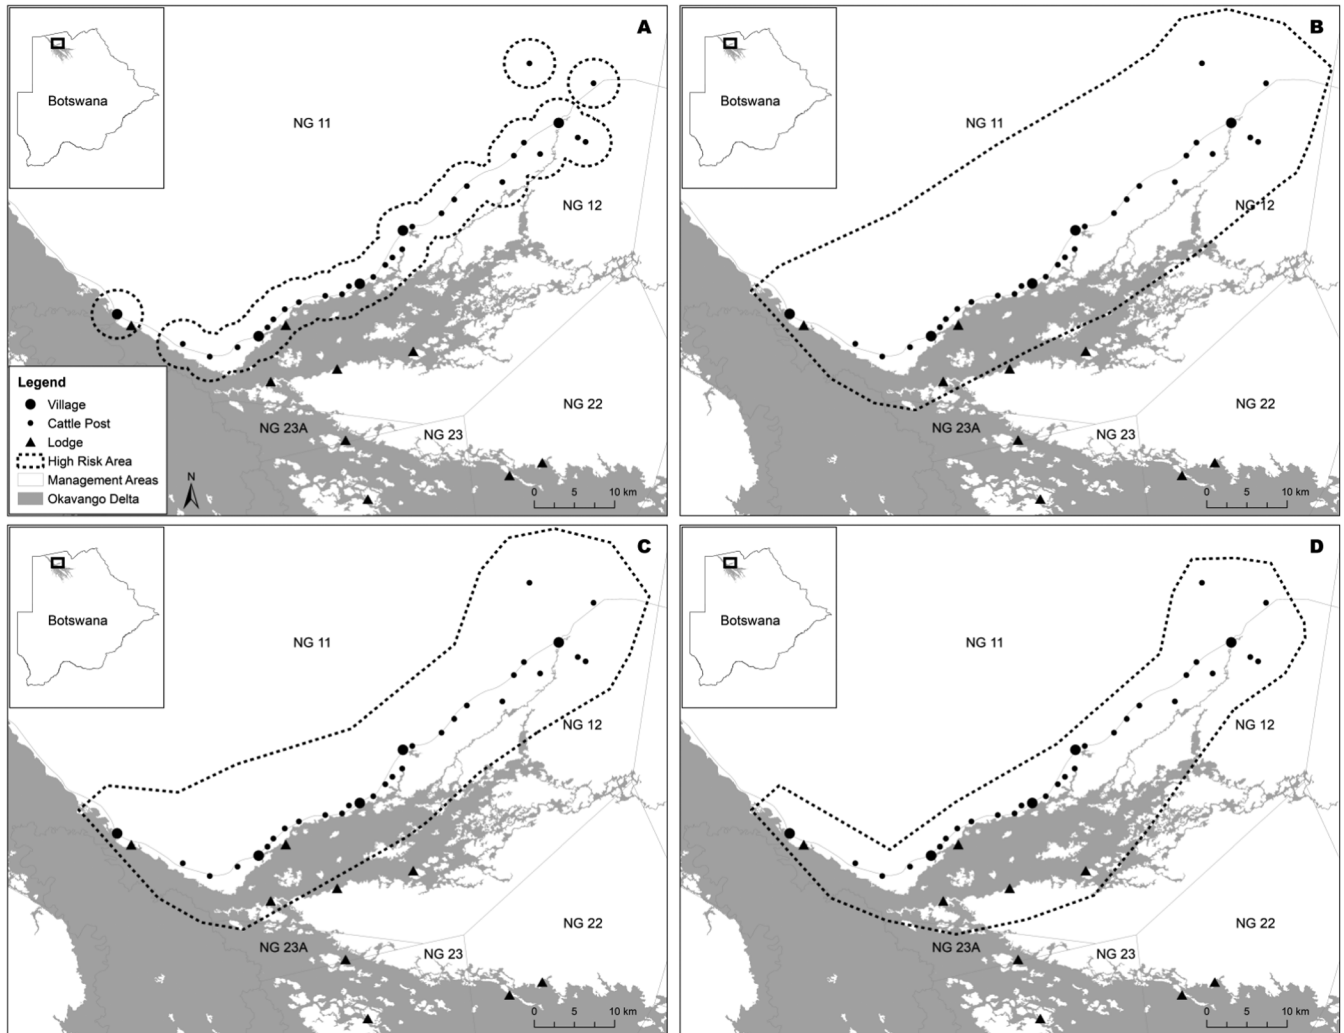 A
Botswana
NG 11
NG 12
NG 22
NG 23A
NG 23
Legend
Village
Cattle Post
Lodge
High Risk Area
Management Areas
Okavango Delta
N
0 5 10 km
B
Botswana
NG 11
NG 12
NG 22
NG 23A
NG 23
0 5 10 km
C
Botswana
NG 11
NG 12
NG 22
NG 23A
NG 23
0 5 10 km
D
Botswana
NG 11
NG 12
NG 22
NG 23A
NG 23
0 5 10 km